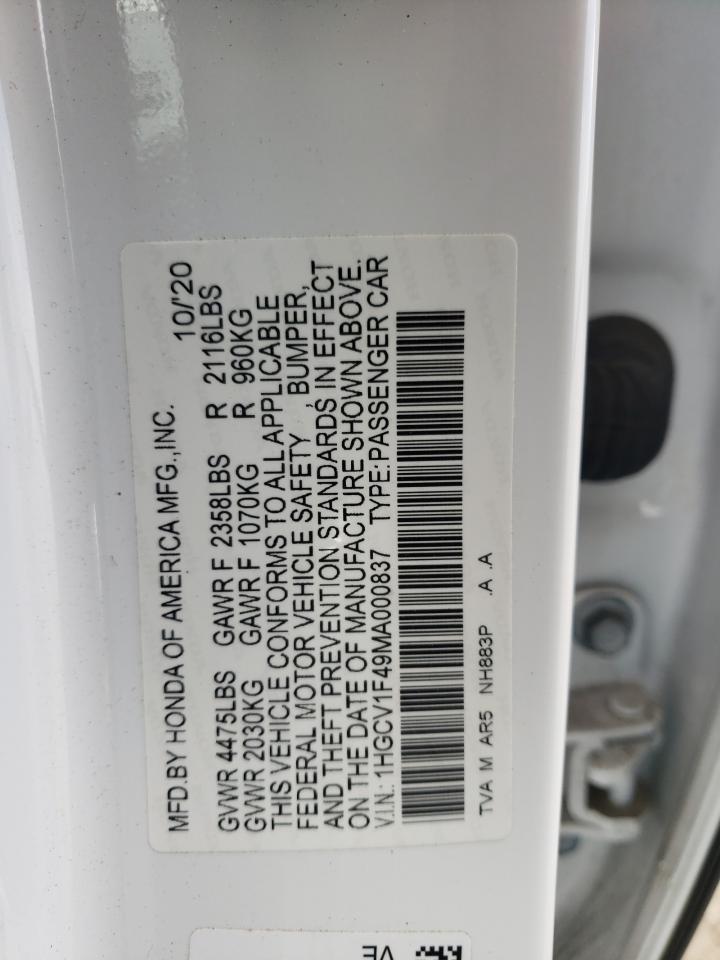 MFD.BY HONDA OF AMERICA MFG.,INC. 10/'20
GVWR 4475LBS GAWR F 2358LBS R 2116LBS
GVWR 2030KG GAWR F 1070KG R 960KG
THIS VEHICLE CONFORMS TO ALL APPLICABLE
FEDERAL MOTOR VEHICLE SAFETY , BUMPER,
AND THEFT PREVENTION STANDARDS IN EFFECT
ON THE DATE OF MANUFACTURE SHOWN ABOVE.
V.I.N.: 1HGCV1F49MA000837 TYPE:PASSENGER CAR
TVA M AR5 NH883P .A .A
VE